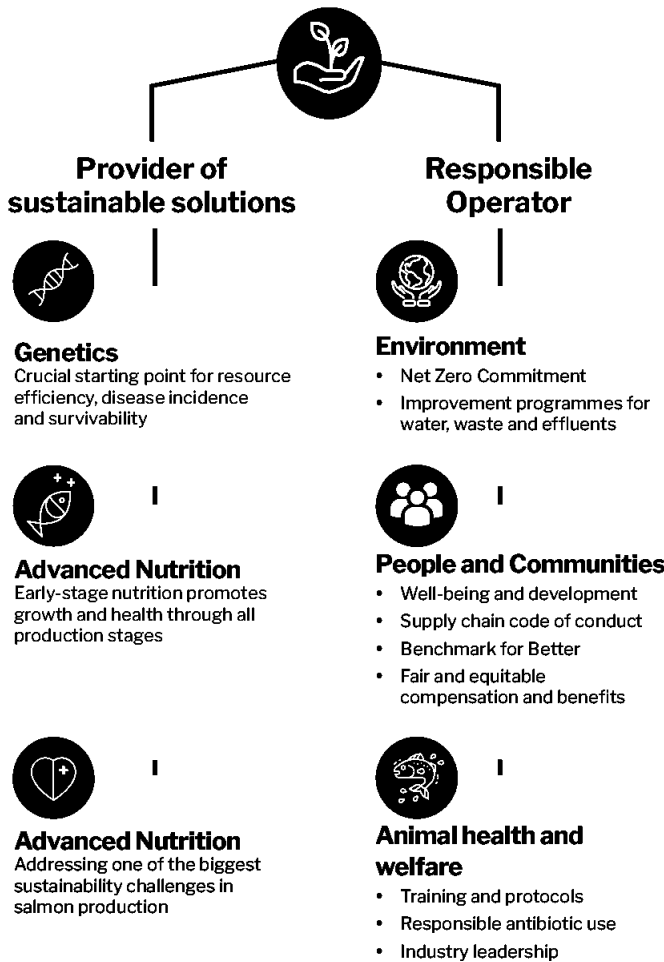 Provider of
sustainable solutions
Genetics
Crucial starting point for resource
efficiency, disease incidence
and survivability
Advanced Nutrition
Early-stage nutrition promotes
growth and health through all
production stages
Advanced Nutrition
Addressing one of the biggest
sustainability challenges in
salmon production
Responsible
Operator
Environment
• Net Zero Commitment
• Improvement programmes for
water, waste and effluents
People and Communities
• Well-being and development
• Supply chain code of conduct
• Benchmark for Better
• Fair and equitable
compensation and benefits
Animal health and
welfare
• Training and protocols
• Responsible antibiotic use
• Industry leadership